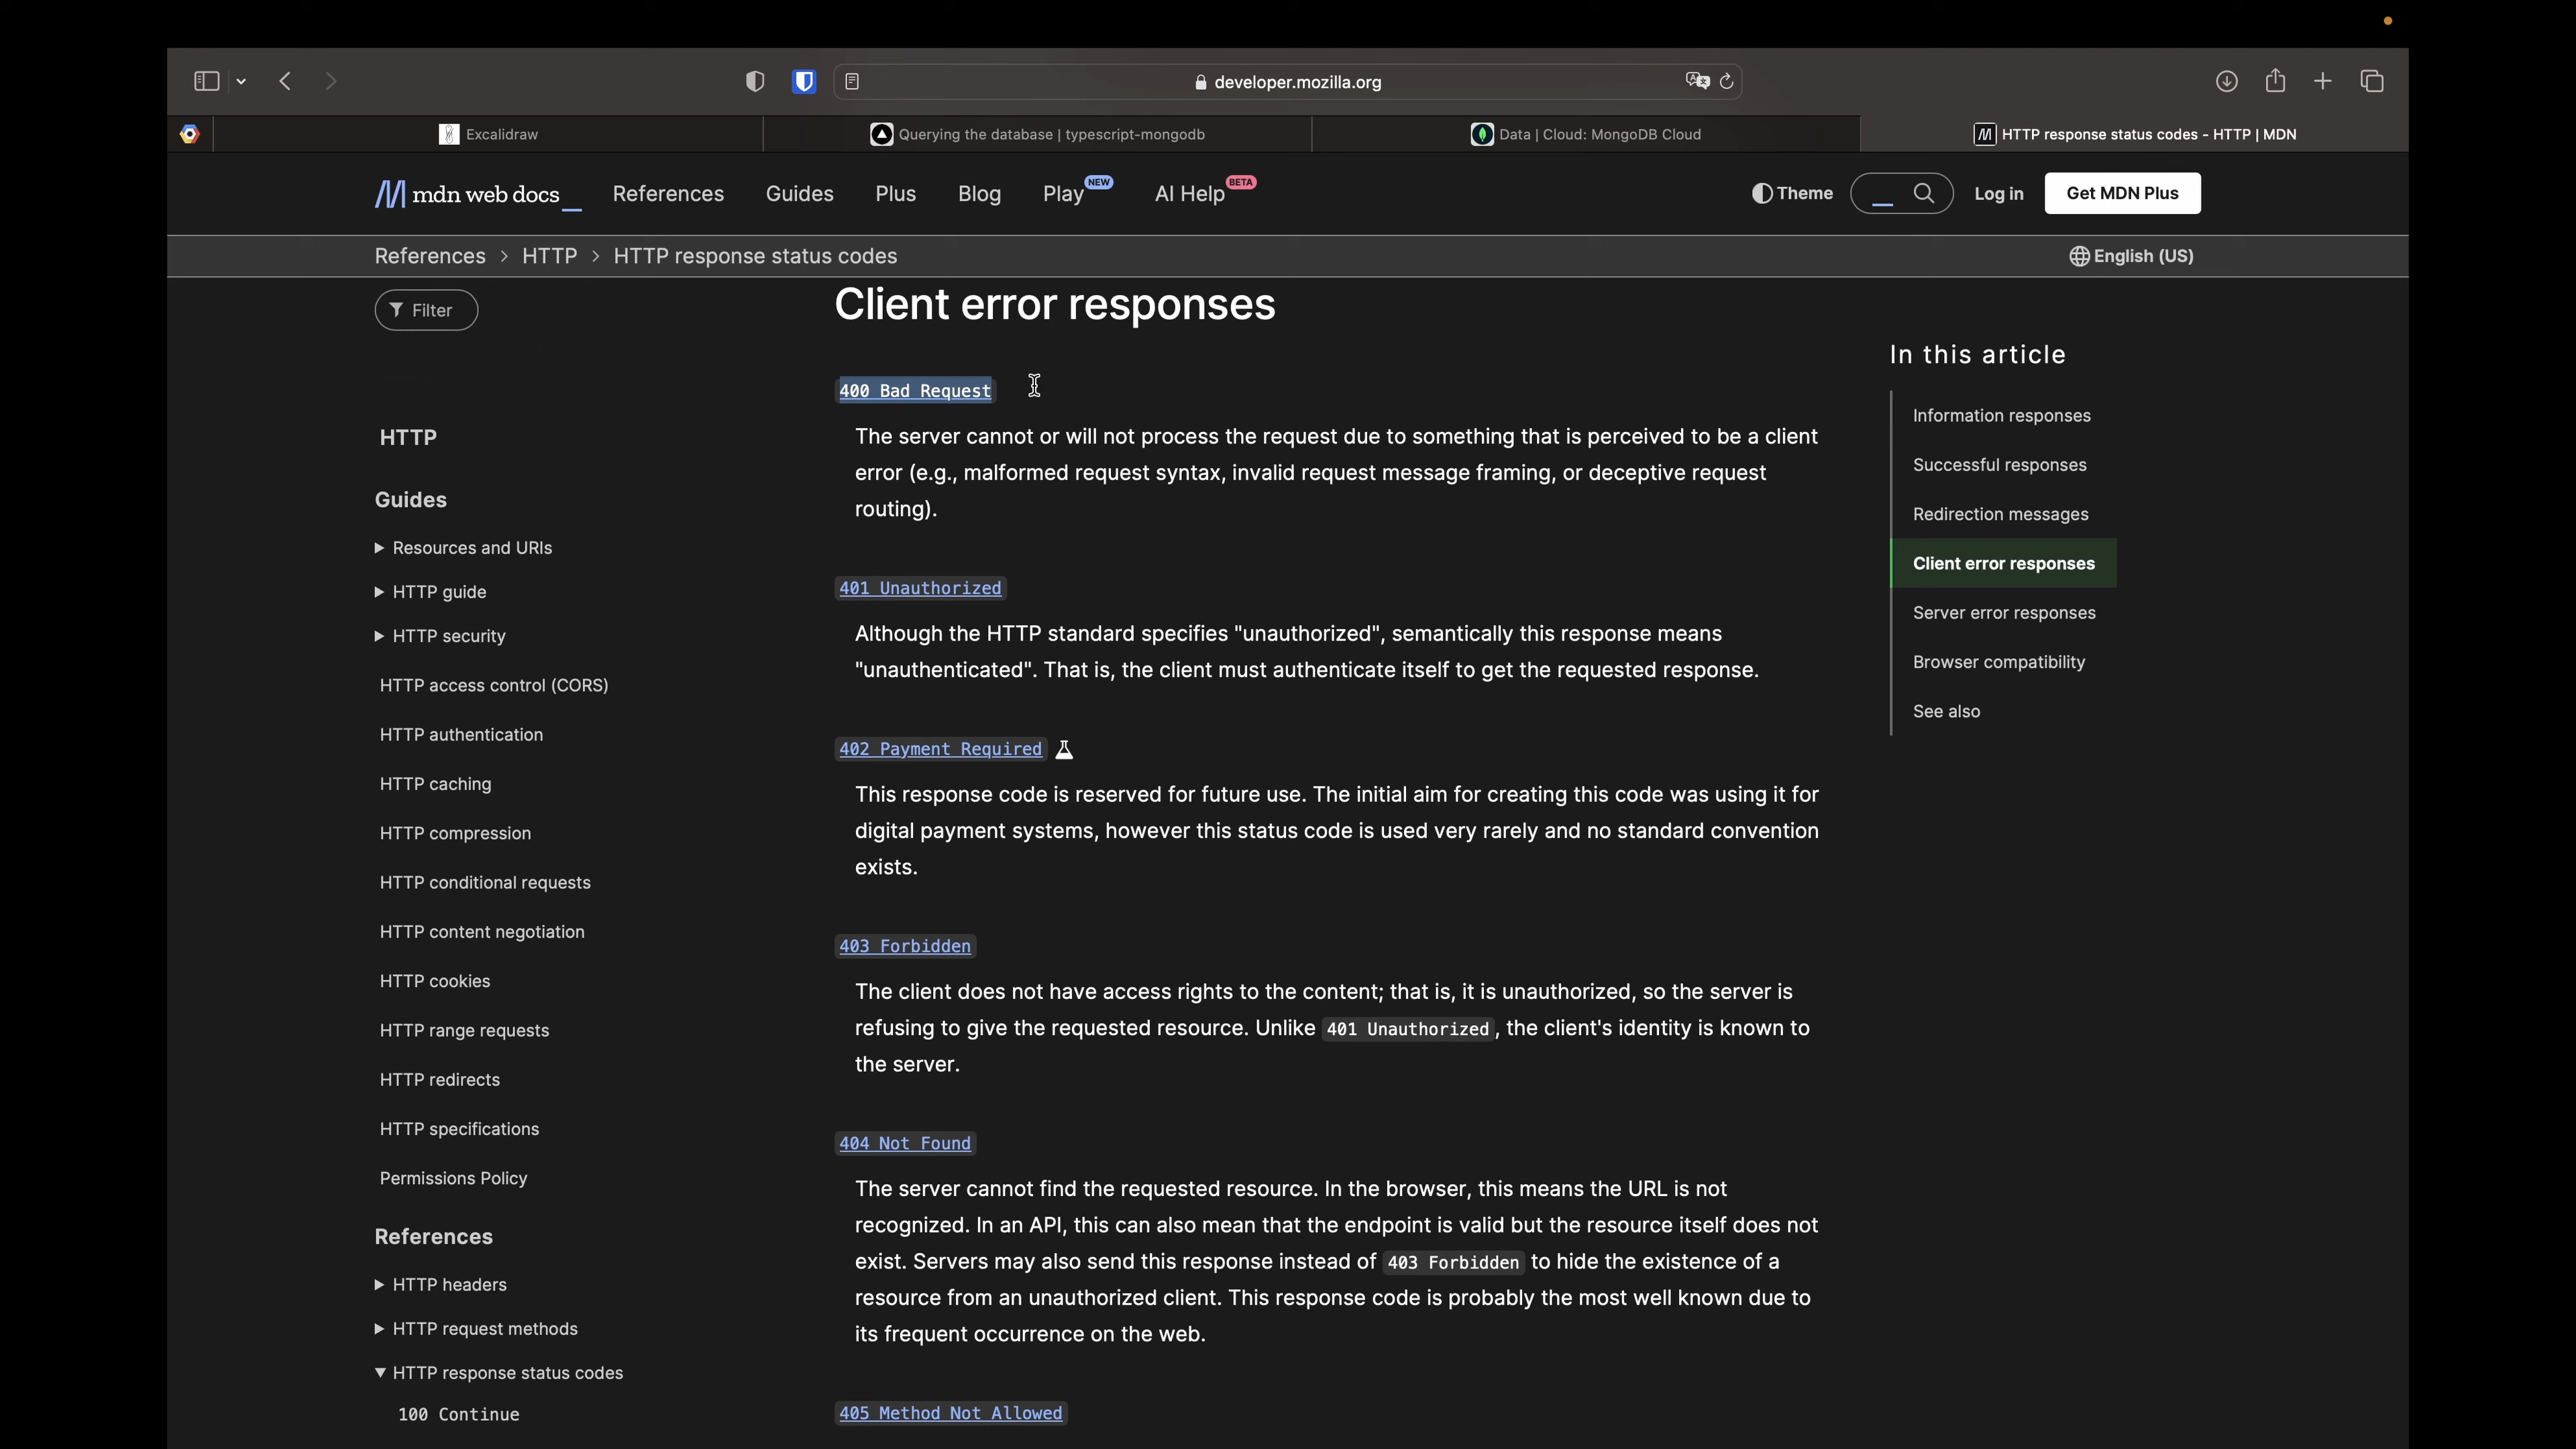 developer.mozilla.org
Excalidraw
Querying the database | typescript-mongodb
Data | Cloud: MongoDB Cloud
HTTP response status codes - HTTP | MDN
mdn web docs_
References
Guides
Plus
Blog
Play
NEW
AI Help
BETA
Theme
Log in
Get MDN Plus
References > HTTP > HTTP response status codes
English (US)
Filter
HTTP
Guides
Resources and URIs
HTTP guide
HTTP security
HTTP access control (CORS)
HTTP authentication
HTTP caching
HTTP compression
HTTP conditional requests
HTTP content negotiation
HTTP cookies
HTTP range requests
HTTP redirects
HTTP specifications
Permissions Policy
References
HTTP headers
HTTP request methods
HTTP response status codes
100 Continue
Client error responses
400 Bad Request
The server cannot or will not process the request due to something that is perceived to be a client
error (e.g., malformed request syntax, invalid request message framing, or deceptive request
routing).
401 Unauthorized
Although the HTTP standard specifies "unauthorized", semantically this response means
"unauthenticated". That is, the client must authenticate itself to get the requested response.
402 Payment Required
This response code is reserved for future use. The initial aim for creating this code was using it for
digital payment systems, however this status code is used very rarely and no standard convention
exists.
403 Forbidden
The client does not have access rights to the content; that is, it is unauthorized, so the server is
refusing to give the requested resource. Unlike 401 Unauthorized, the client's identity is known to
the server.
404 Not Found
The server cannot find the requested resource. In the browser, this means the URL is not
recognized. In an API, this can also mean that the endpoint is valid but the resource itself does not
exist. Servers may also send this response instead of 403 Forbidden to hide the existence of a
resource from an unauthorized client. This response code is probably the most well known due to
its frequent occurrence on the web.
405 Method Not Allowed
In this article
Information responses
Successful responses
Redirection messages
Client error responses
Server error responses
Browser compatibility
See also